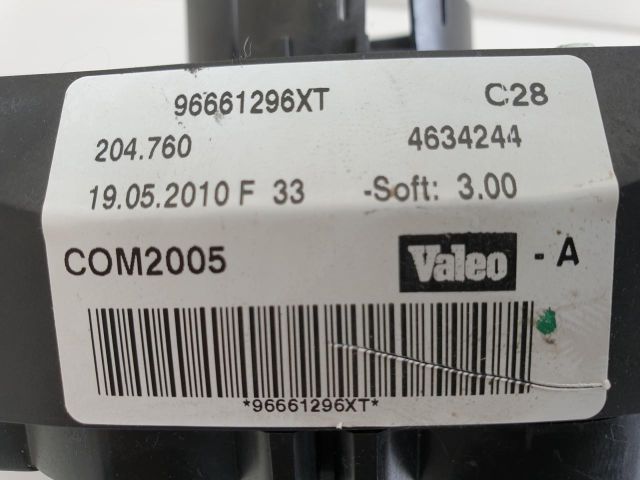 96661296XT C28
204.760 4634244
19.05.2010 F 33 -Soft: 3.00
COM2005 Valeo - A
*96661296XT*